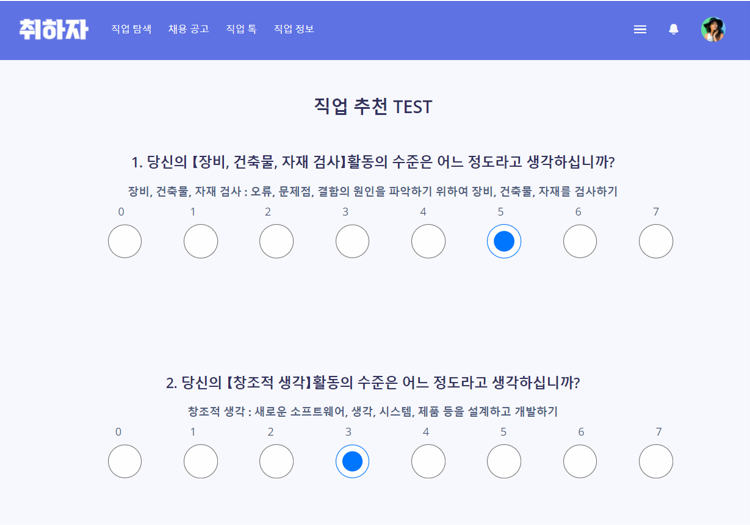 취하자 직업 탐색 채용 공고 직업 톡 직업 정보
직업 추천 TEST
1. 당신의 【장비, 건축물, 자재 검사】활동의 수준은 어느 정도라고 생각하십니까?
장비, 건축물, 자재 검사 : 오류, 문제점, 결함의 원인을 파악하기 위하여 장비, 건축물, 자재를 검사하기
0 1 2 3 4 5 6 7
2. 당신의 【창조적 생각】활동의 수준은 어느 정도라고 생각하십니까?
창조적 생각 : 새로운 소프트웨어, 생각, 시스템, 제품 등을 설계하고 개발하기
0 1 2 3 4 5 6 7